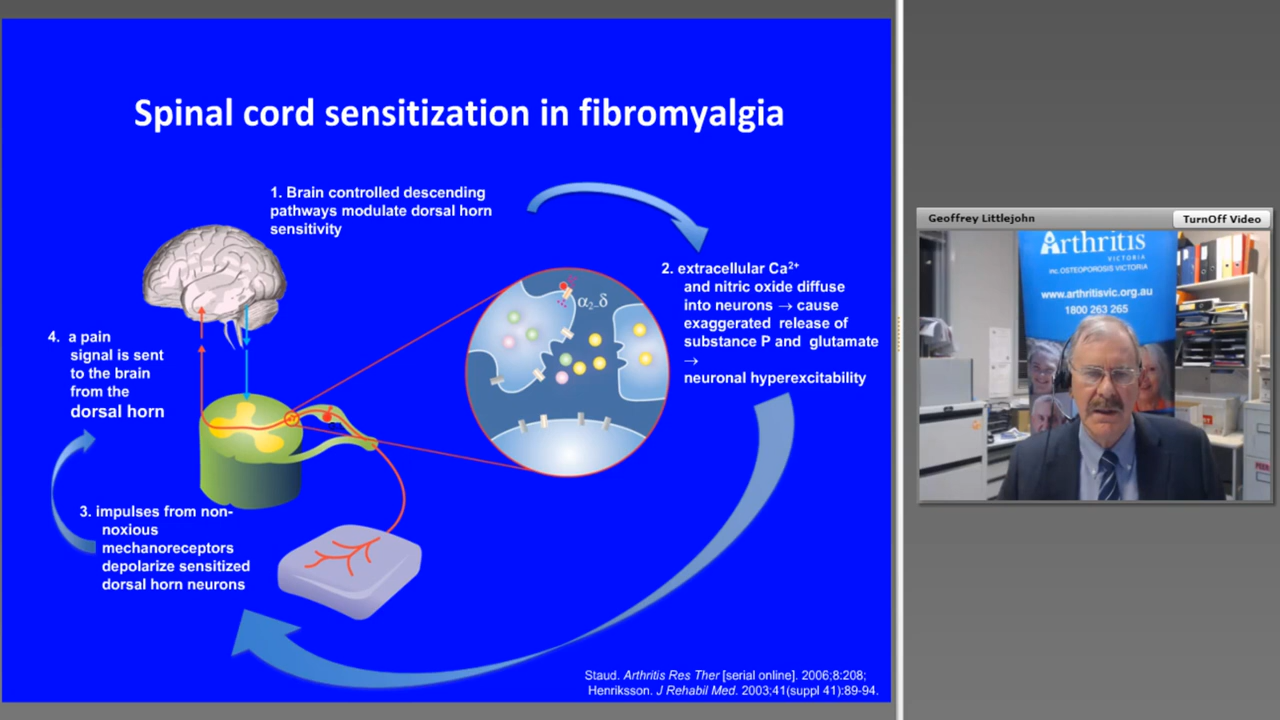 Spinal cord sensitization in fibromyalgia
1. Brain controlled descending
pathways modulate dorsal horn
sensitivity
2. extracellular Ca²⁺
and nitric oxide diffuse
into neurons → cause
exaggerated release of
substance P and glutamate
→
neuronal hyperexcitability
α₂₋δ
4. a pain
signal is sent
to the brain
from the
dorsal horn
3. impulses from non-
noxious
mechanoreceptors
depolarize sensitized
dorsal horn neurons
Staud. Arthritis Res Ther [serial online]. 2006;8:208;
Henriksson. J Rehabil Med. 2003;41(suppl 41):89-94.
Geoffrey Littlejohn
TurnOff Video
Arthritis
VICTORIA
INC. OSTEOPOROSIS VICTORIA
www.arthritisvic.org.au
1800 263 265